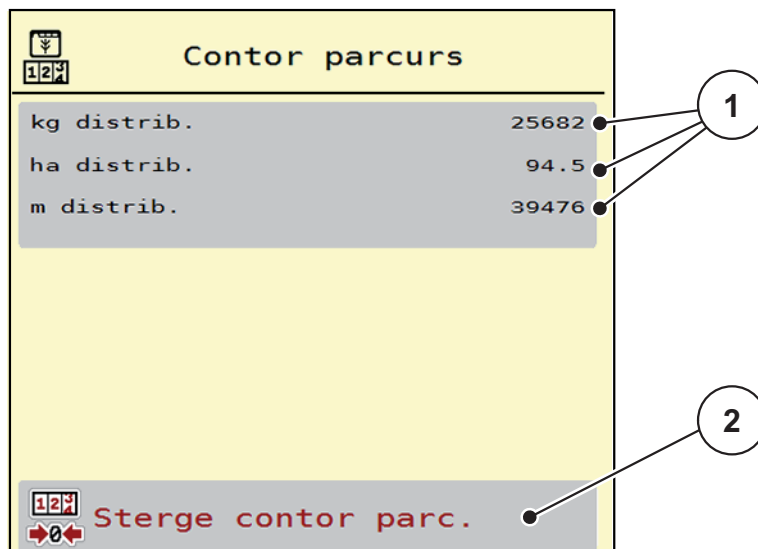 Contor parcurs
kg distrib. 25682
ha distrib. 94.5
m distrib. 39476
1
2
Sterge contor parc.